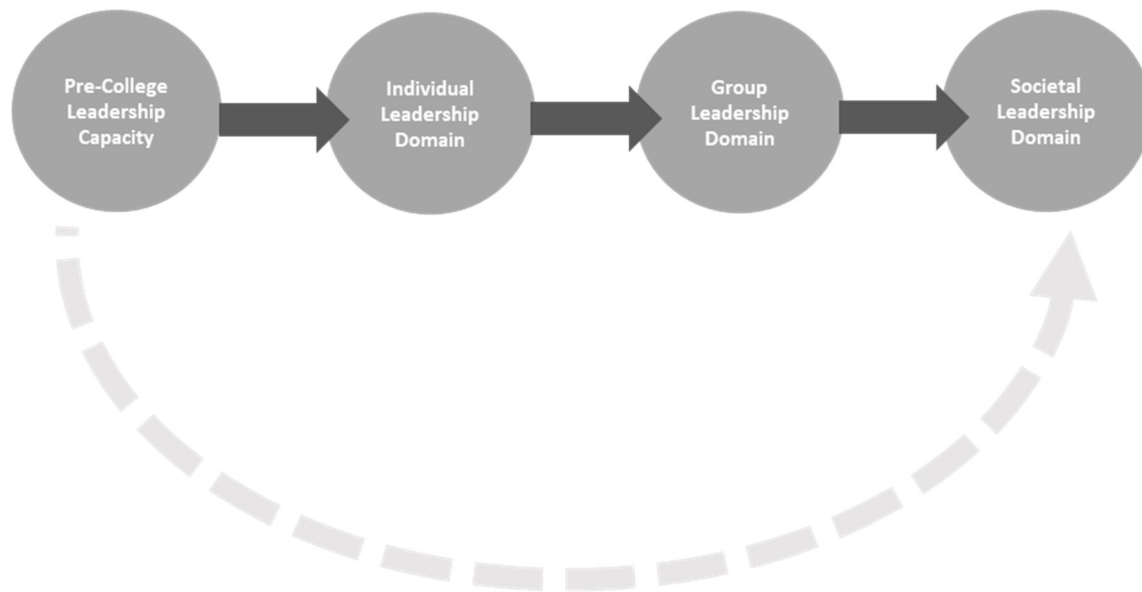 Pre-College
Leadership
Capacity
Individual
Leadership
Domain
Group
Leadership
Domain
Societal
Leadership
Domain